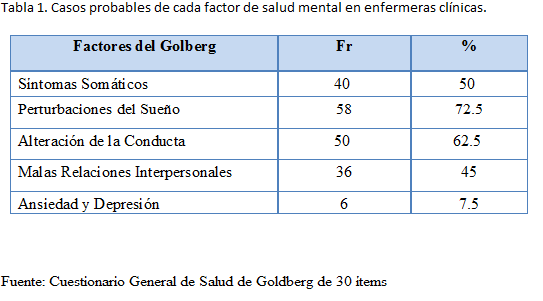 Tabla 1. Casos probables de cada factor de salud mental en enfermeras clínicas.
Factores del Golberg Fr %
Síntomas Somáticos 40 50
Perturbaciones del Sueño 58 72.5
Alteración de la Conducta 50 62.5
Malas Relaciones Interpersonales 36 45
Ansiedad y Depresión 6 7.5
Fuente: Cuestionario General de Salud de Goldberg de 30 ítems